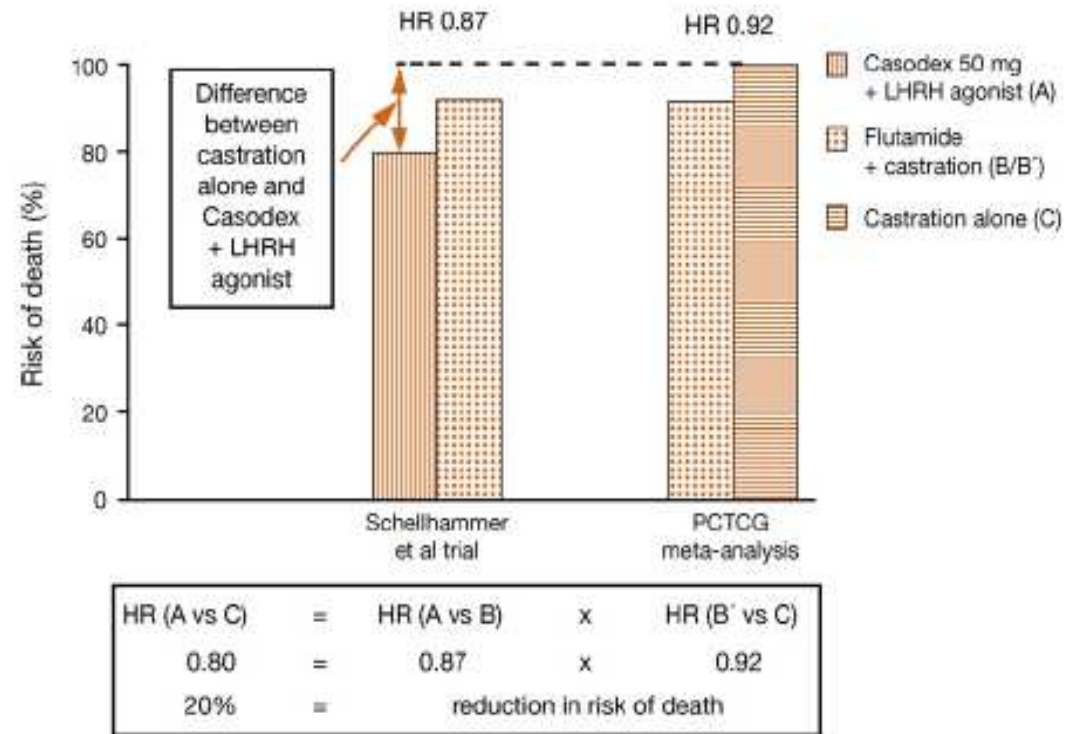 HR 0.87
HR 0.92
Risk of death (%)
100
80
60
40
20
0
Difference
between
castration
alone and
Casodex
+ LHRH
agonist
Casodex 50 mg
+ LHRH agonist (A)
Flutamide
+ castration (B/B´)
Castration alone (C)
Schellhammer
et al trial
PCTCG
meta-analysis
HR (A vs C) = HR (A vs B) x HR (B´ vs C)
0.80 = 0.87 x 0.92
20% = reduction in risk of death